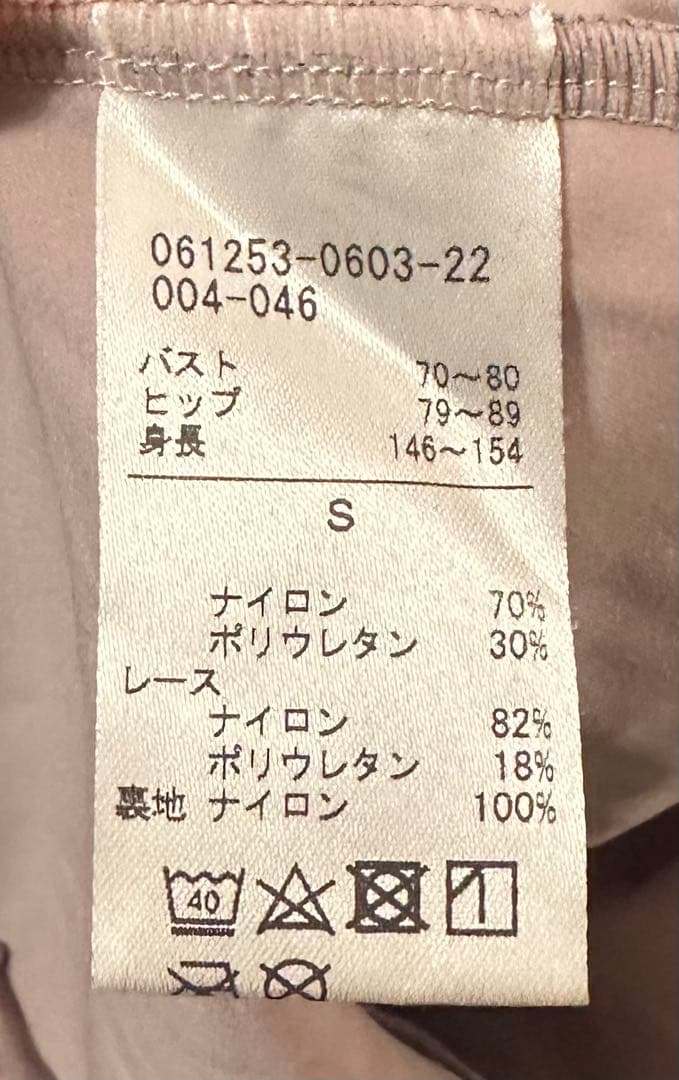 061253-0603-22
004-046
バスト 70〜80
ヒップ 79〜89
身長 146〜154
S
ナイロン 70%
ポリウレタン 30%
レース
ナイロン 82%
ポリウレタン 18%
裏地 ナイロン 100%
40